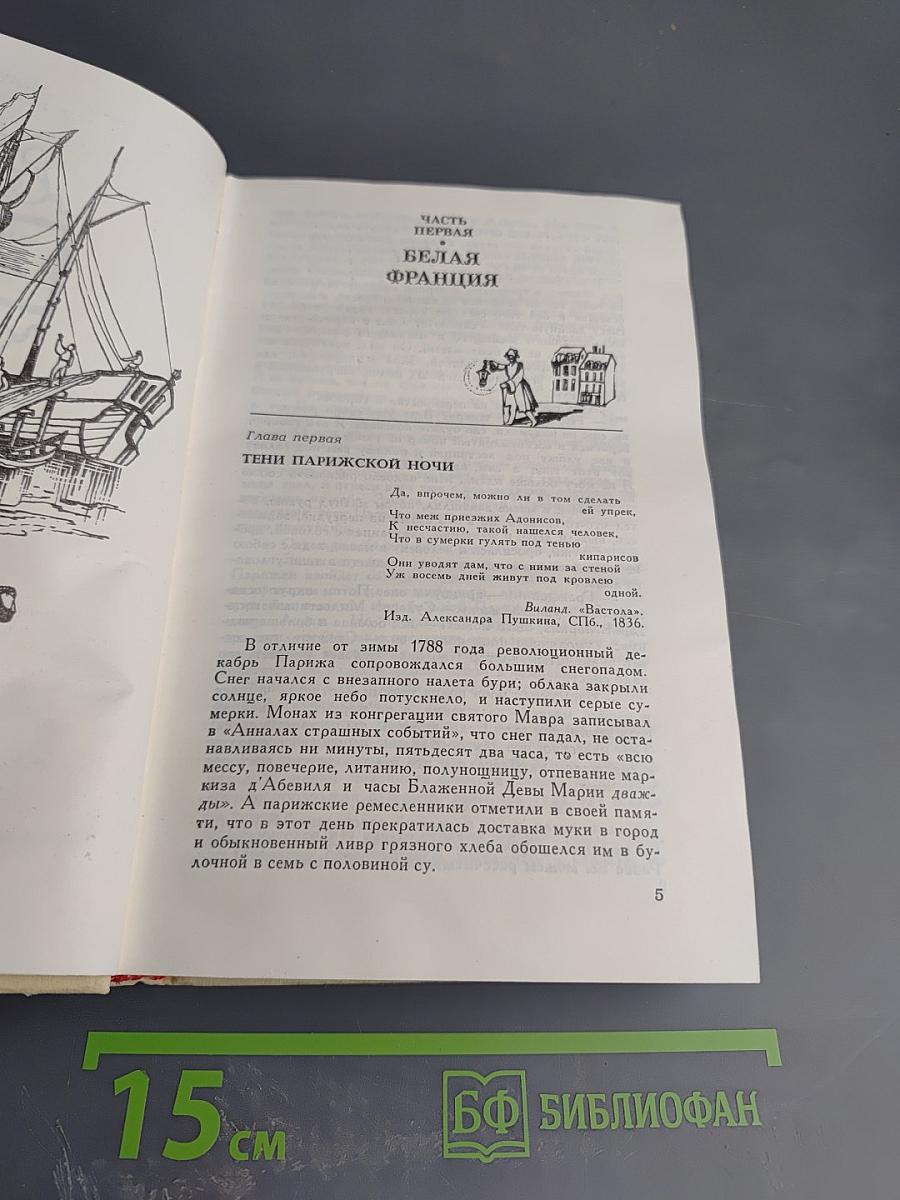 ЧАСТЬ
ПЕРВАЯ
•
БЕЛАЯ
ФРАНЦИЯ
Глава первая
ТЕНИ ПАРИЖСКОЙ НОЧИ
Да, впрочем, можно ли в том сделать
ей упрек,
Что меж приезжих Адонисов,
К несчастию, такой нашелся человек,
Что в сумерки гулять под тенью
кипарисов
Они уводят дам, что с ними за стеной
Уж восемь дней живут под кровлею
одной.
Виланд. «Вастола».
Изд. Александра Пушкина, СПб., 1836.
В отличие от зимы 1788 года революционный де-
кабрь Парижа сопровождался большим снегопадом.
Снег начался с внезапного налета бури; облака закрыли
солнце, яркое небо потускнело, и наступили серые су-
мерки. Монах из конгрегации святого Мавра записывал
в «Анналах страшных событий», что снег падал, не оста-
навливаясь ни минуты, пятьдесят два часа, то есть «всю
мессу, повечерие, литанию, полунощницу, отпевание мар-
киза д'Абевиля и часы Блаженной Девы Марии дваж-
ды». А парижские ремесленники отметили в своей памя-
ти, что в этот день прекратилась доставка муки в город
и обыкновенный ливр грязного хлеба обошелся им в бу-
лочной в семь с половиной су.
5
15 см
БФ БИБЛИОФАН